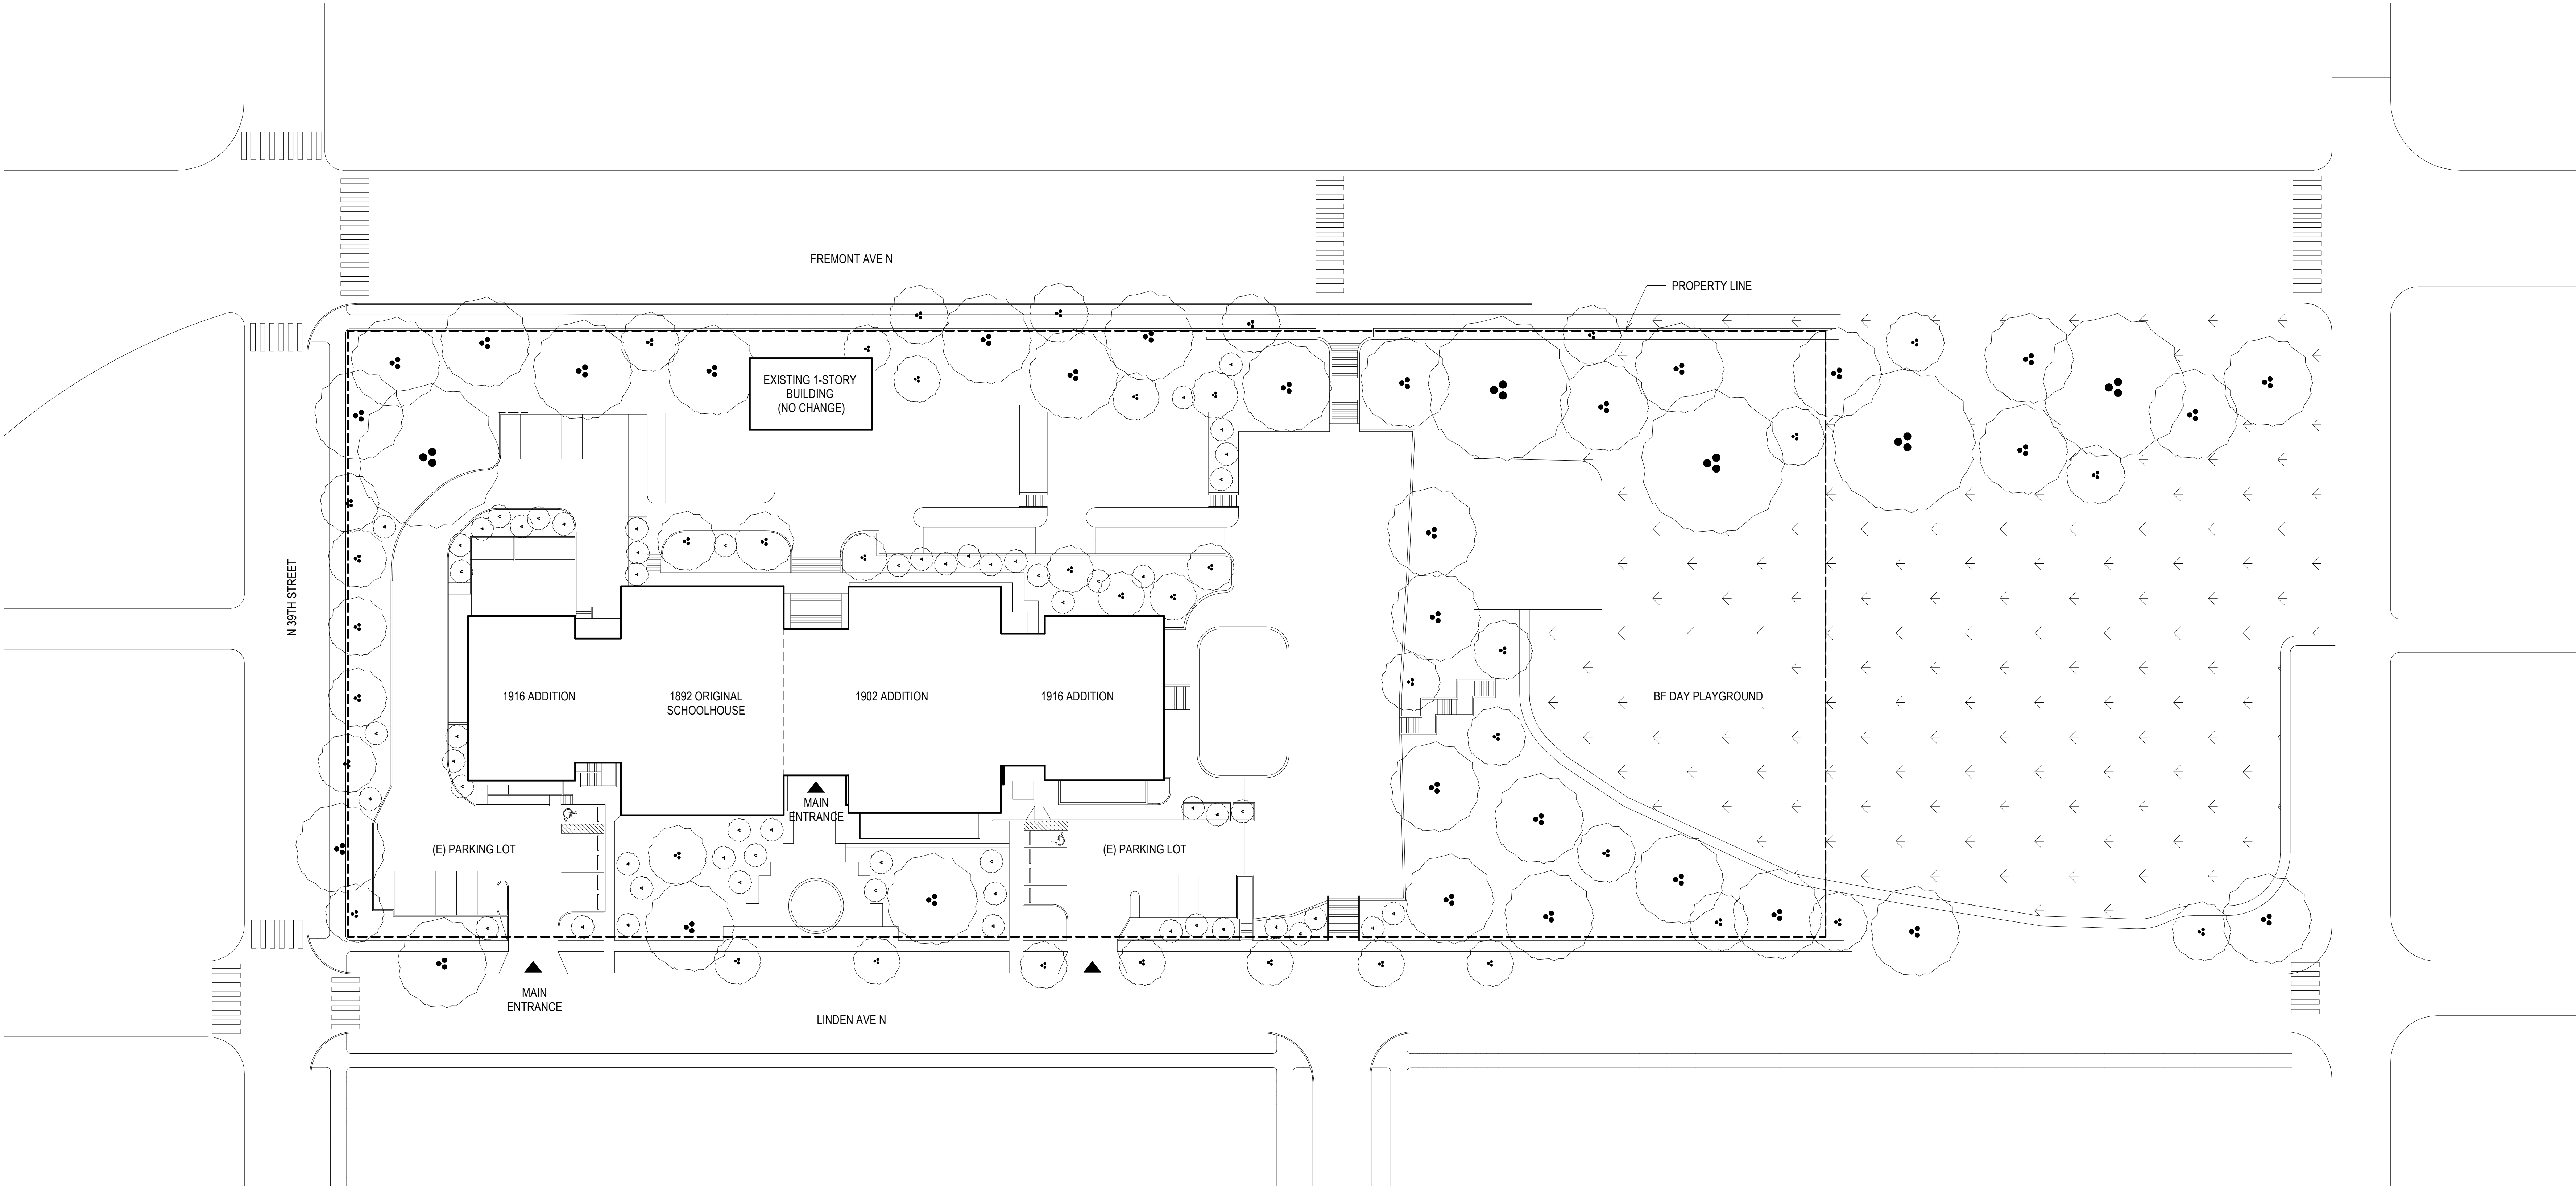 FREMONT AVE N
PROPERTY LINE
EXISTING 1-STORY
BUILDING
(NO CHANGE)
N 39TH STREET
1916 ADDITION
1892 ORIGINAL
SCHOOLHOUSE
1902 ADDITION
1916 ADDITION
BF DAY PLAYGROUND
MAIN
ENTRANCE
(E) PARKING LOT
(E) PARKING LOT
MAIN
ENTRANCE
LINDEN AVE N